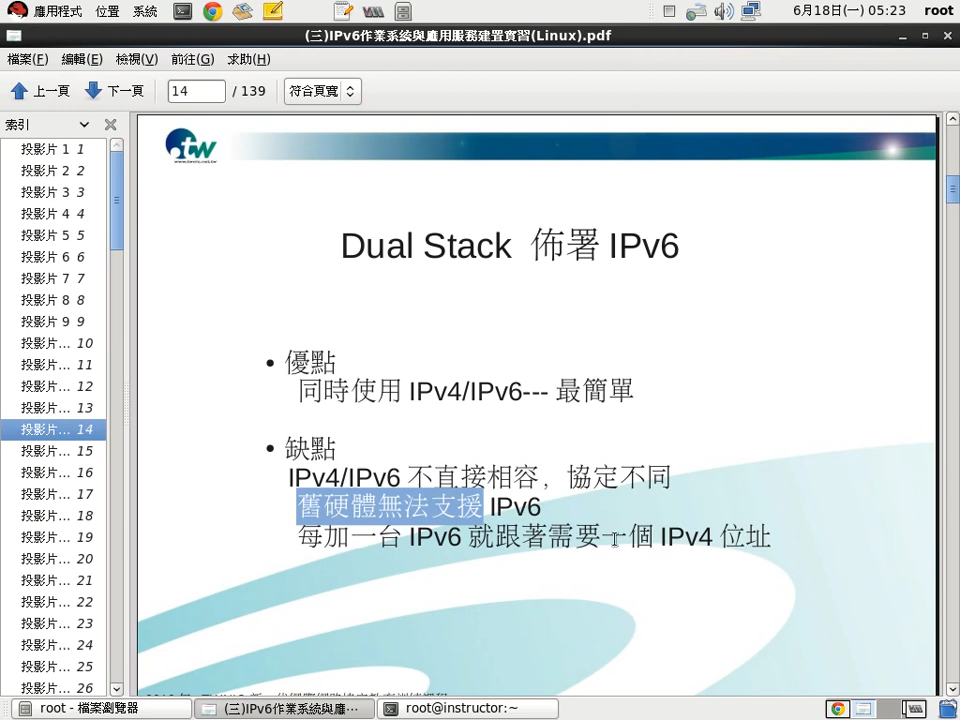 應用程式 位置 系統
6月18日(一) 05:23 root
(三)IPv6作業系統與應用服務建置實習(Linux).pdf
檔案(F) 編輯(E) 檢視(V) 前往(G) 求助(H)
上一頁 下一頁 14 / 139 符合頁寬
索引
投影片 1 1
投影片 2 2
投影片 3 3
投影片 4 4
投影片 5 5
投影片 6 6
投影片 7 7
投影片 8 8
投影片 9 9
投影片... 10
投影片... 11
投影片... 12
投影片... 13
投影片... 14
投影片... 15
投影片... 16
投影片... 17
投影片... 18
投影片... 19
投影片... 20
投影片... 21
投影片... 22
投影片... 23
投影片... 24
投影片... 25
投影片... 26
.tw
Dual Stack 佈署 IPv6
• 優點
同時使用 IPv4/IPv6--- 最簡單
• 缺點
IPv4/IPv6 不直接相容，協定不同
舊硬體無法支援 IPv6
每加一台 IPv6 就跟著需要一個 IPv4 位址
root - 檔案瀏覽器
(三)IPv6作業系統與應⋯
root@instructor:~